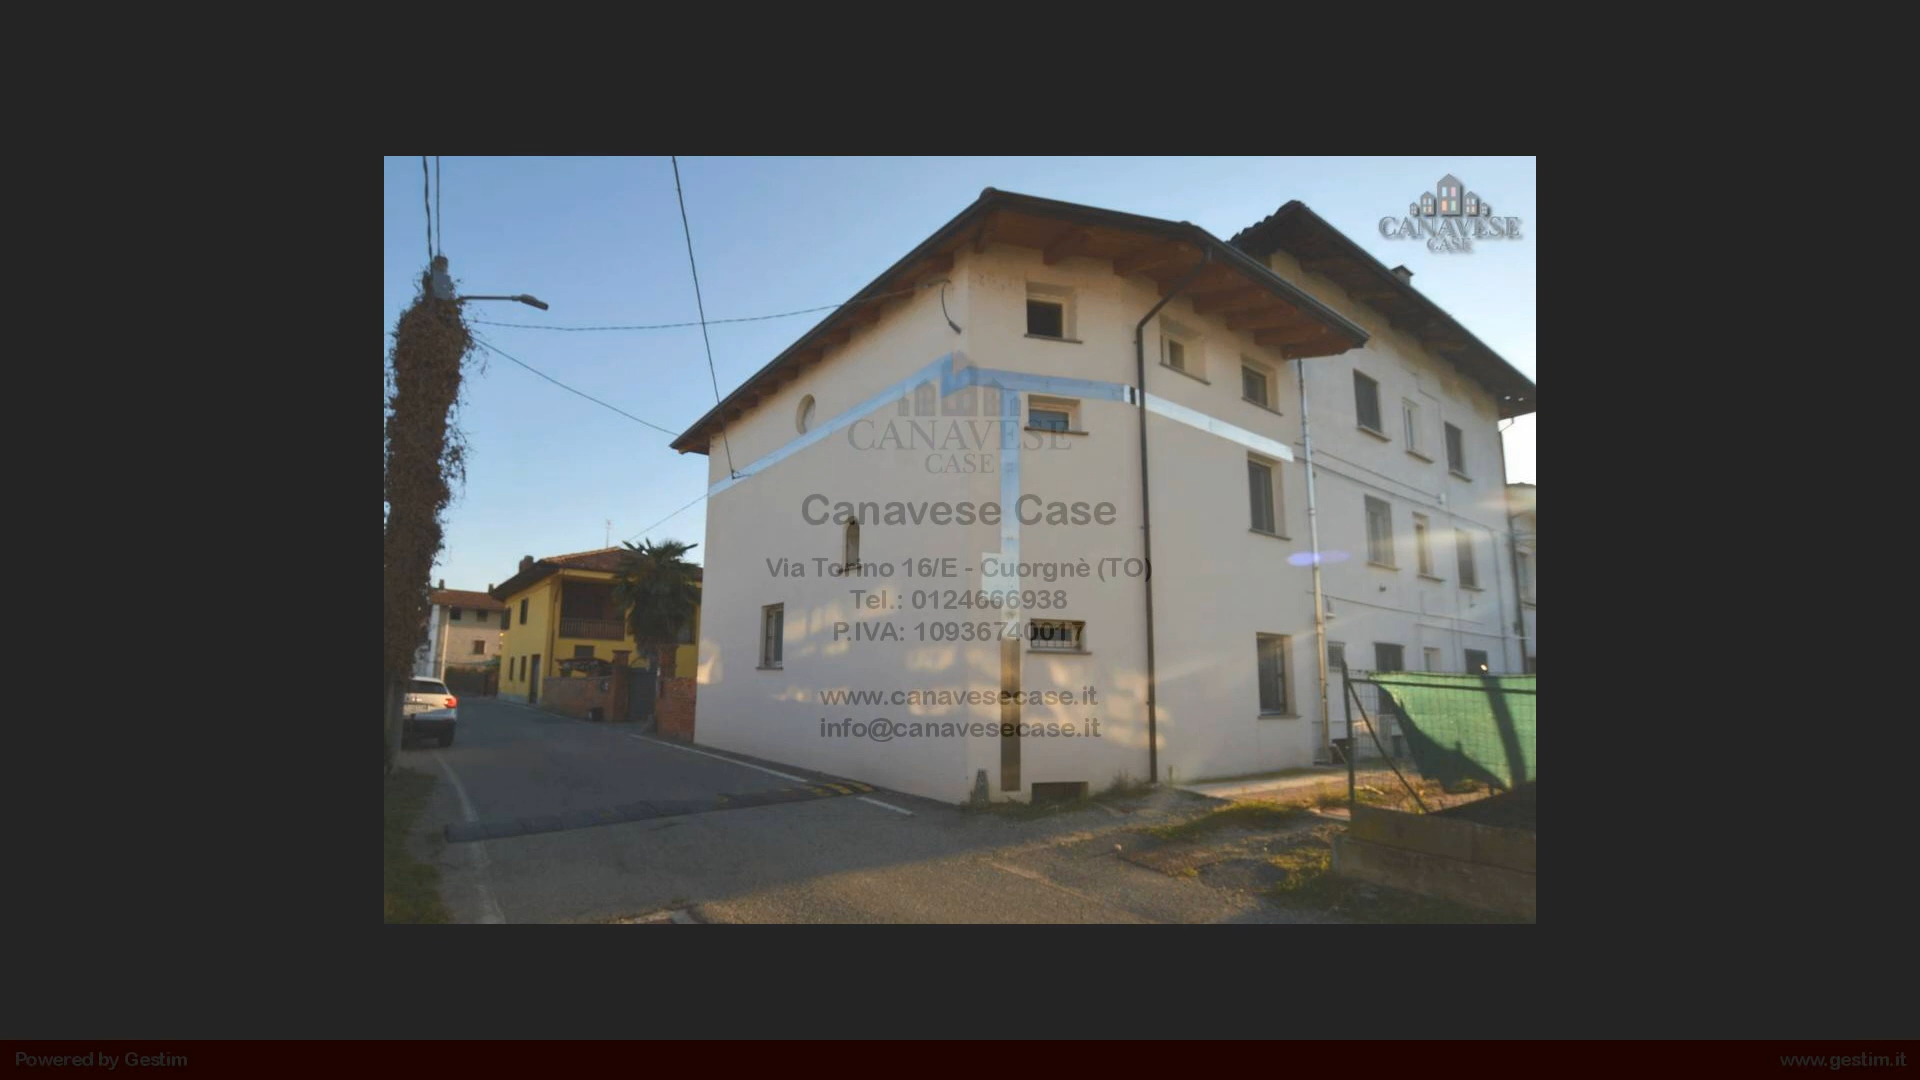 CANAVESE
CASE
CANAVESE
CASE
Canavese Case
Via Torino 16/E - Cuorgnè (TO)
Tel.: 0124666938
P.IVA: 10936740017
www.canavesecase.it
info@canavesecase.it
Powered by Gestim
www.gestim.it